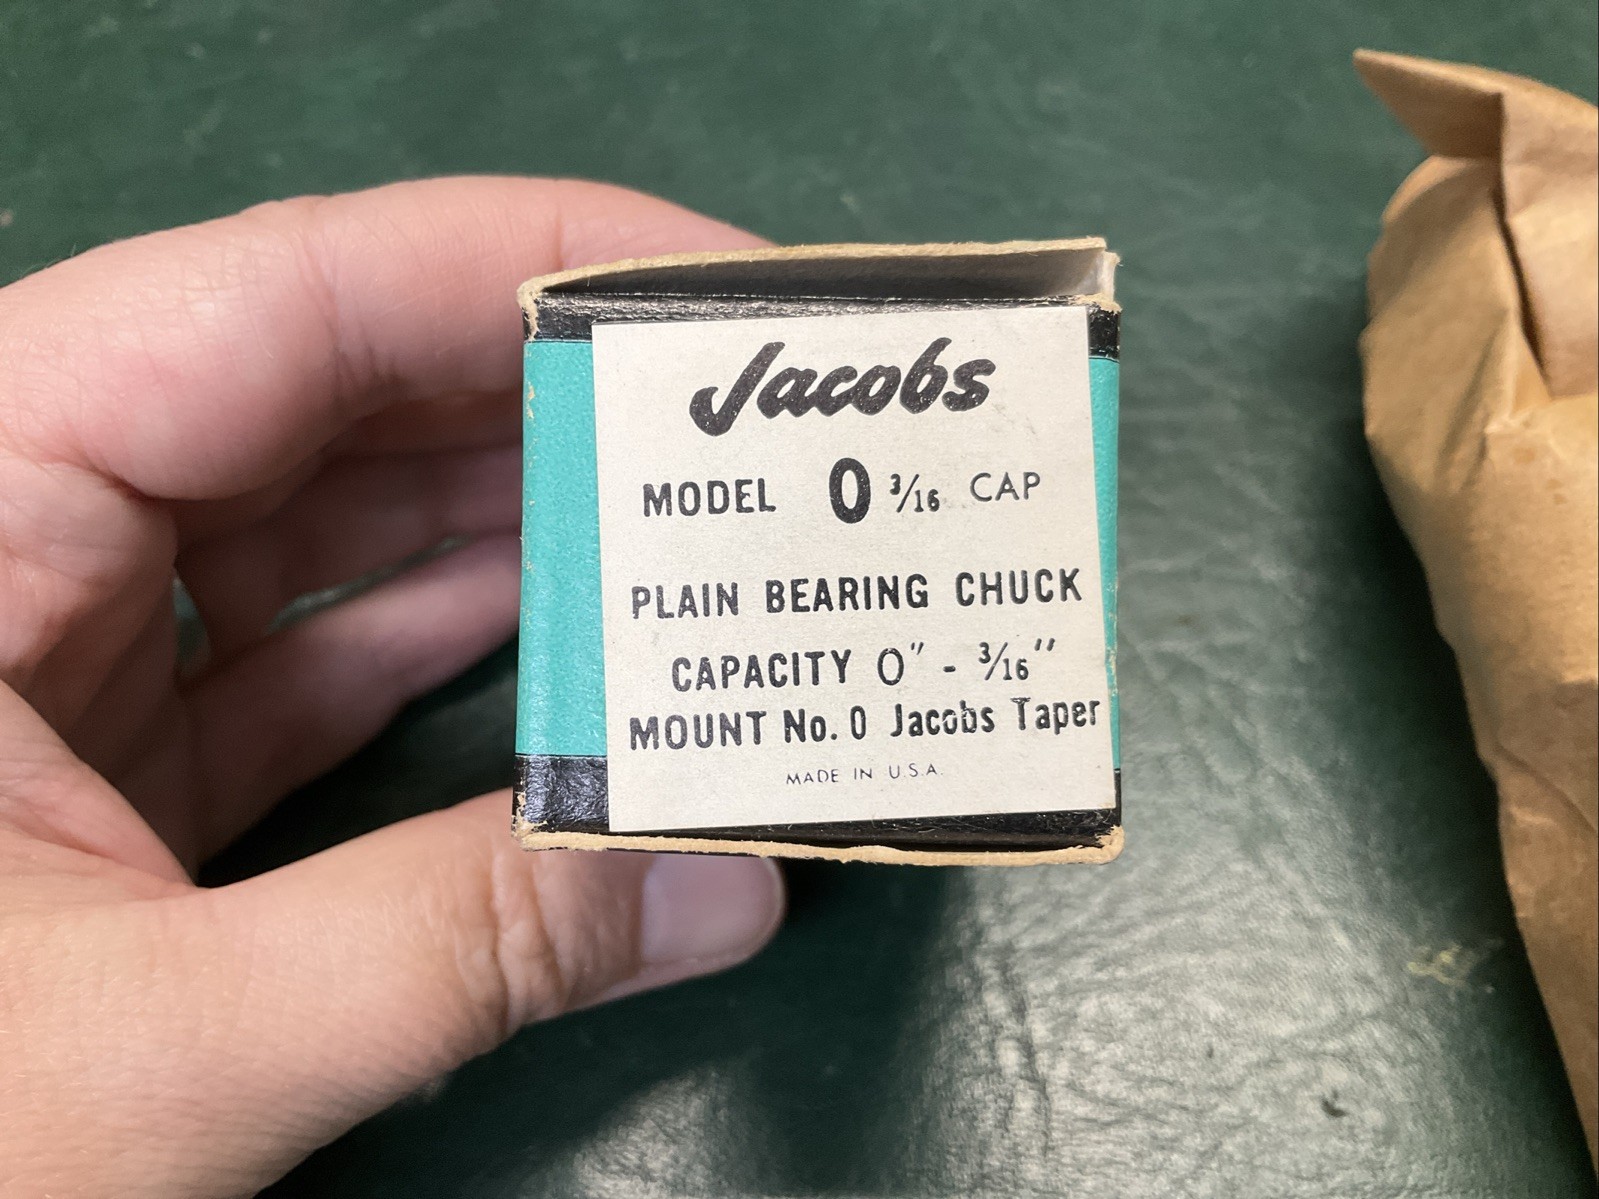 Jacobs
MODEL 0 3/16 CAP
PLAIN BEARING CHUCK
CAPACITY 0" - 3/16"
MOUNT No. 0 Jacobs Taper
MADE IN U.S.A.